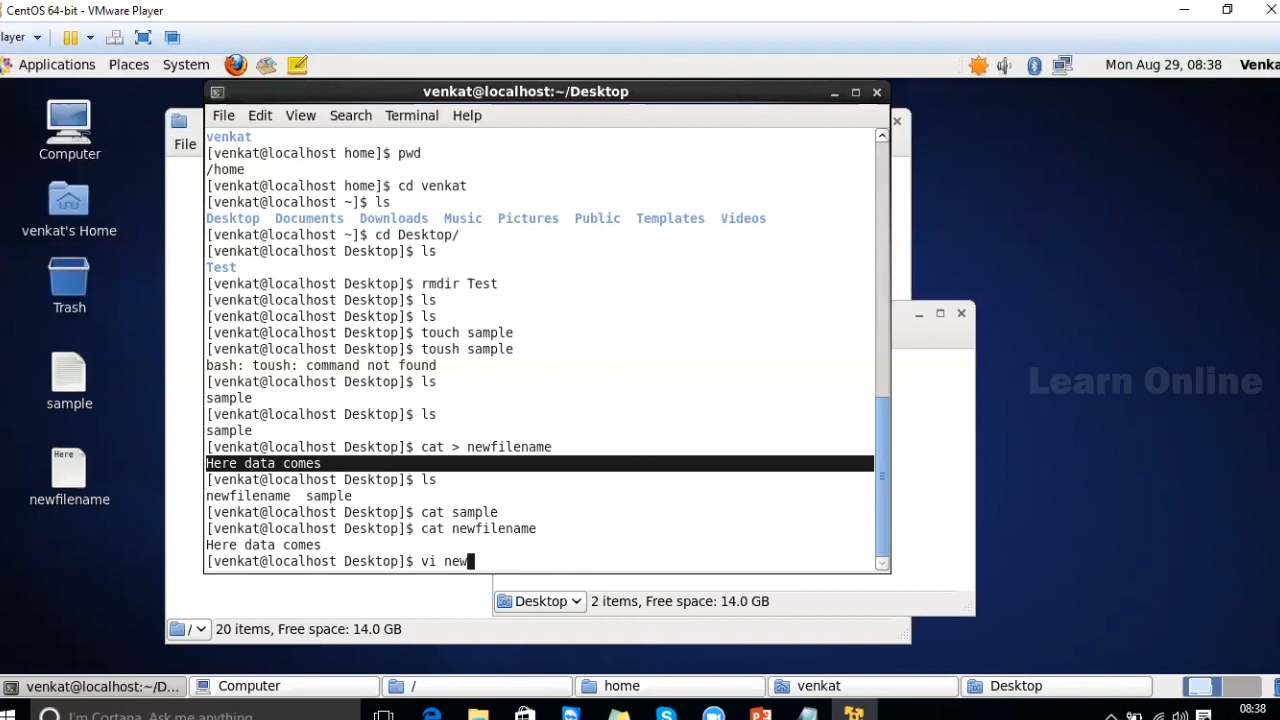 CentOS 64-bit - VMware Player
layer
Applications Places System Mon Aug 29, 08:38 Venka
venkat@localhost:~/Desktop
File Edit View Search Terminal Help
File
Computer
venkat's Home
Trash
sample
Here
newfilename
venkat
[venkat@localhost home]$ pwd
/home
[venkat@localhost home]$ cd venkat
[venkat@localhost ~]$ ls
Desktop Documents Downloads Music Pictures Public Templates Videos
[venkat@localhost ~]$ cd Desktop/
[venkat@localhost Desktop]$ ls
Test
[venkat@localhost Desktop]$ rmdir Test
[venkat@localhost Desktop]$ ls
[venkat@localhost Desktop]$ ls
[venkat@localhost Desktop]$ touch sample
[venkat@localhost Desktop]$ toush sample
bash: toush: command not found
[venkat@localhost Desktop]$ ls
sample
[venkat@localhost Desktop]$ ls
sample
[venkat@localhost Desktop]$ cat > newfilename
Here data comes
[venkat@localhost Desktop]$ ls
newfilename sample
[venkat@localhost Desktop]$ cat sample
[venkat@localhost Desktop]$ cat newfilename
Here data comes
[venkat@localhost Desktop]$ vi new
Learn Online
Desktop 2 items, Free space: 14.0 GB
/ 20 items, Free space: 14.0 GB
venkat@localhost:~/D... Computer / home venkat Desktop
I'm Cortana. Ask me anything. 08:38